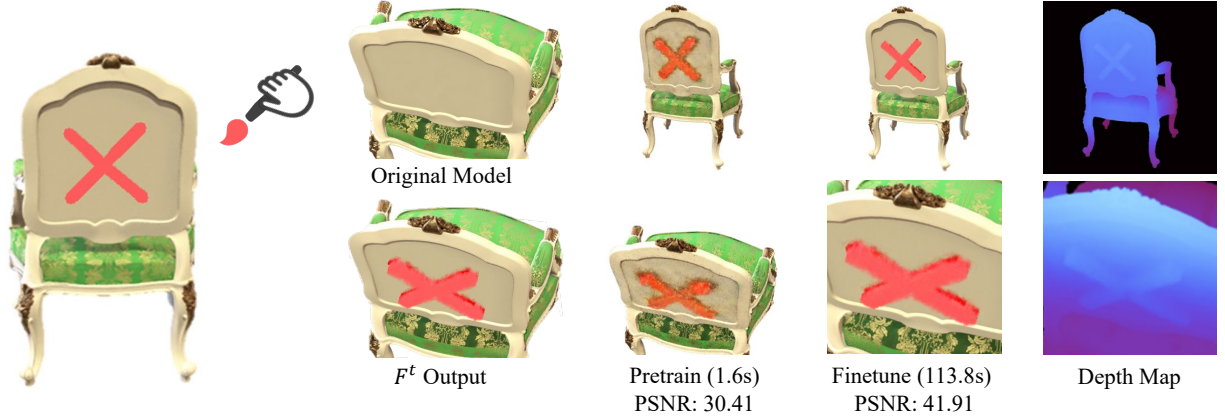 Original Model
F^t Output
Pretrain (1.6s)
PSNR: 30.41
Finetune (113.8s)
PSNR: 41.91
Depth Map